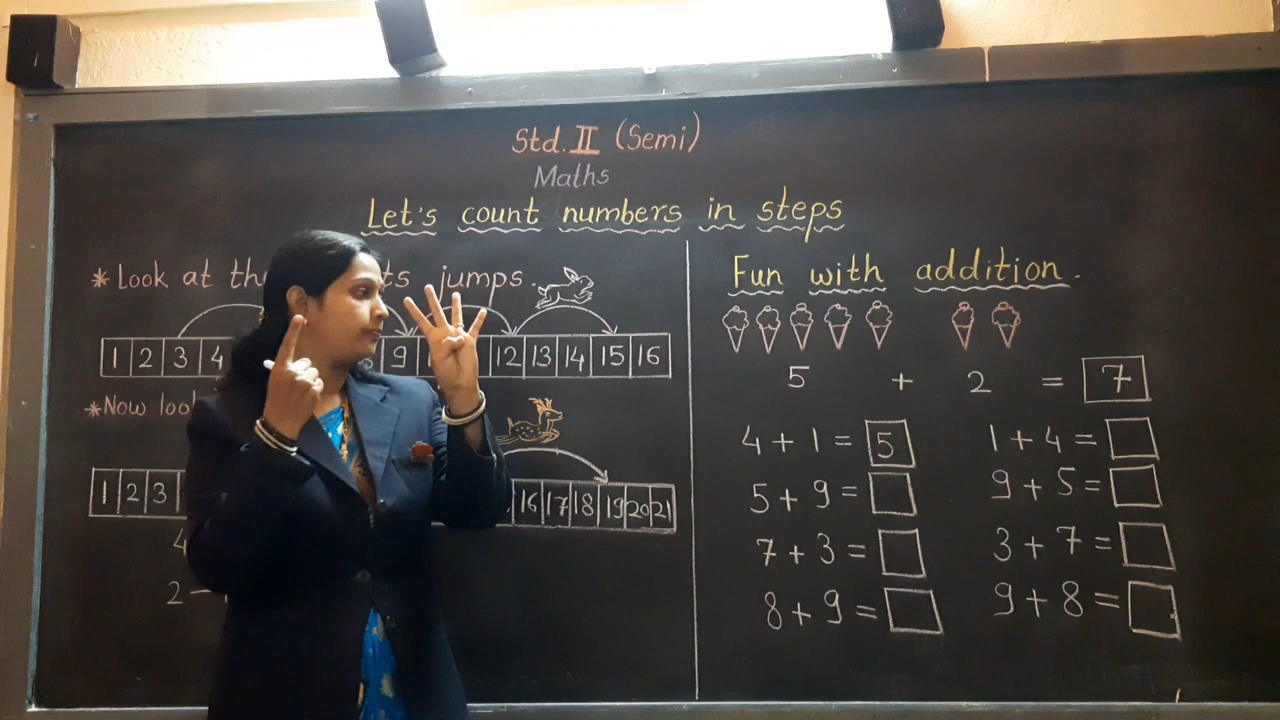 Std. II (Semi)
Maths
Let's count numbers in steps
* Look at jumps.
1 2 3 4 9 12 13 14 15 16
* Now
1 2 3 16 17 18 19 20 21
4
2 -
Fun with addition.
5 + 2 = 7
4 + 1 = 5 1 + 4 =
5 + 9 = 9 + 5 =
7 + 3 = 3 + 7 =
8 + 9 = 9 + 8 =